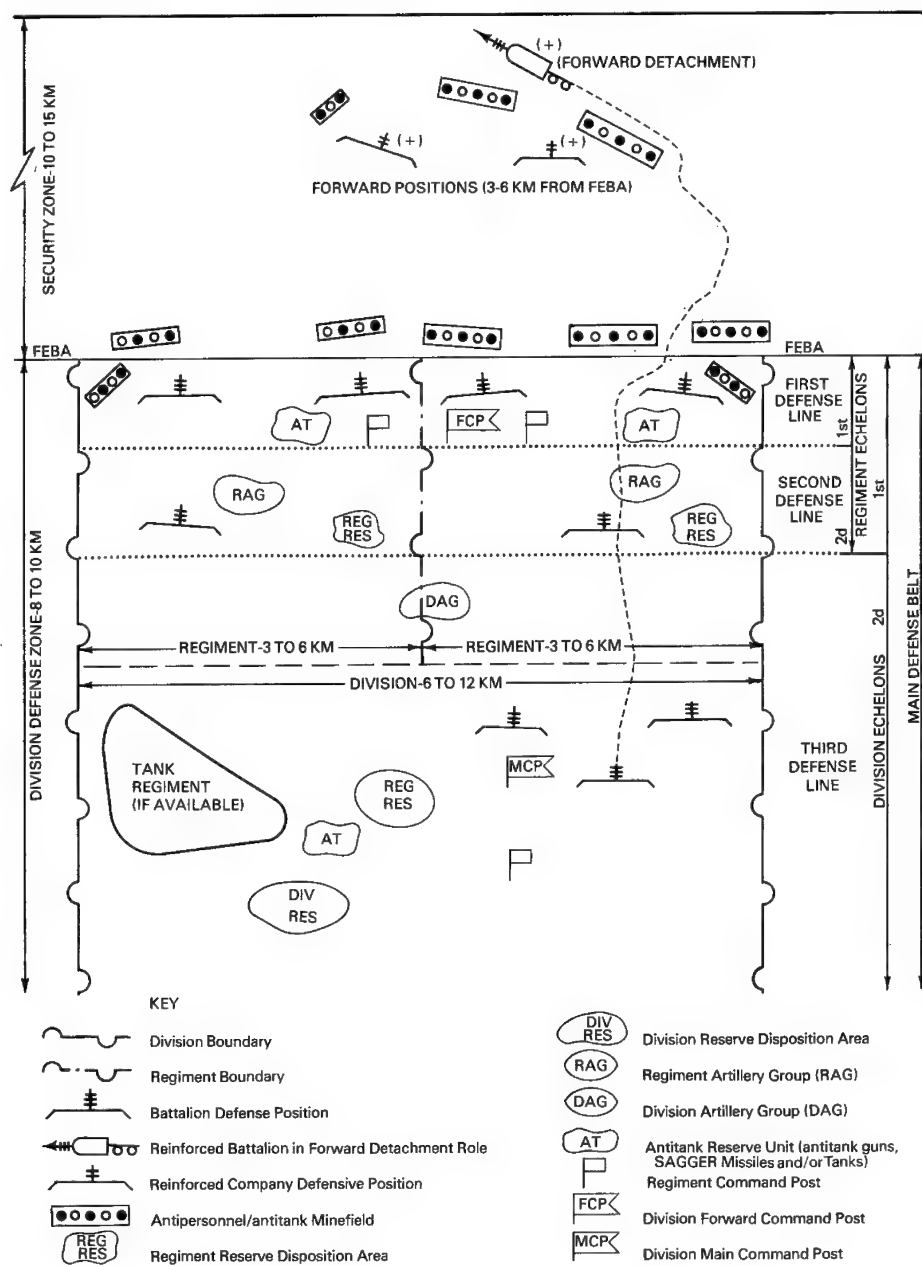 SECURITY ZONE-10 TO 15 KM
(+)
(FORWARD DETACHMENT)
(+)
(+)
FORWARD POSITIONS (3-6 KM FROM FEBA)
FEBA
FEBA
DIVISION DEFENSE ZONE-8 TO 10 KM
AT
FCP
AT
FIRST
DEFENSE
LINE
1st
RAG
REG
RES
RAG
REG
RES
SECOND
DEFENSE
LINE
2d
REGIMENT ECHELONS
1st
DAG
2d
REGIMENT-3 TO 6 KM
REGIMENT-3 TO 6 KM
DIVISION-6 TO 12 KM
DIVISION ECHELONS
MAIN DEFENSE BELT
TANK
REGIMENT
(IF AVAILABLE)
REG
RES
AT
DIV
RES
MCP
THIRD
DEFENSE
LINE
KEY
Division Boundary
Regiment Boundary
Battalion Defense Position
Reinforced Battalion in Forward Detachment Role
Reinforced Company Defensive Position
Antipersonnel/antitank Minefield
REG
RES
Regiment Reserve Disposition Area
DIV
RES
Division Reserve Disposition Area
RAG
Regiment Artillery Group (RAG)
DAG
Division Artillery Group (DAG)
AT
Antitank Reserve Unit (antitank guns,
SAGGER Missiles and/or Tanks)
Regiment Command Post
FCP
Division Forward Command Post
MCP
Division Main Command Post